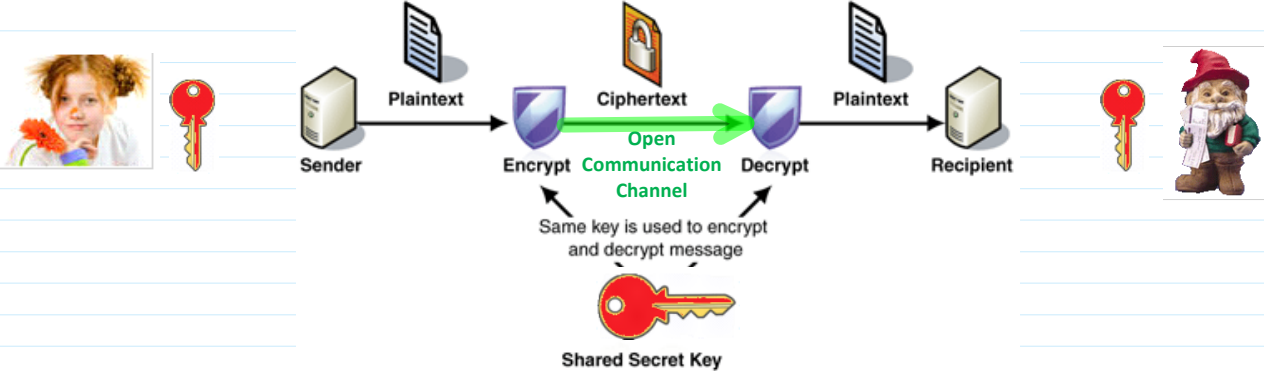 Plaintext
Ciphertext
Plaintext
Sender
Encrypt
Open
Communication
Channel
Decrypt
Recipient
Same key is used to encrypt
and decrypt message
Shared Secret Key